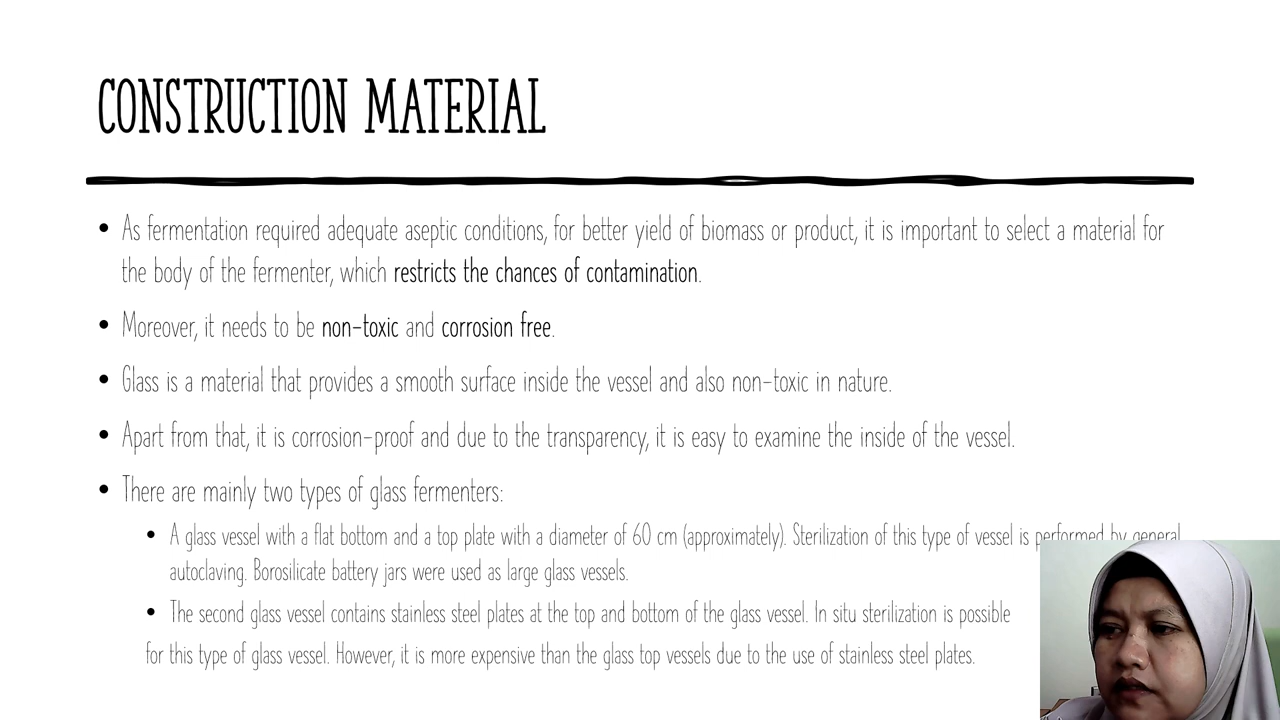 CONSTRUCTION MATERIAL
• As fermentation required adequate aseptic conditions, for better yield of biomass or product, it is important to select a material for
the body of the fermenter, which restricts the chances of contamination.
• Moreover, it needs to be non-toxic and corrosion free.
• Glass is a material that provides a smooth surface inside the vessel and also non-toxic in nature.
• Apart from that, it is corrosion-proof and due to the transparency, it is easy to examine the inside of the vessel.
• There are mainly two types of glass fermenters:
• A glass vessel with a flat bottom and a top plate with a diameter of 60 cm (approximately). Sterilization of this type of vessel is performed by general
autoclaving. Borosilicate battery jars were used as large glass vessels.
• The second glass vessel contains stainless steel plates at the top and bottom of the glass vessel. In situ sterilization is possible
for this type of glass vessel. However, it is more expensive than the glass top vessels due to the use of stainless steel plates.